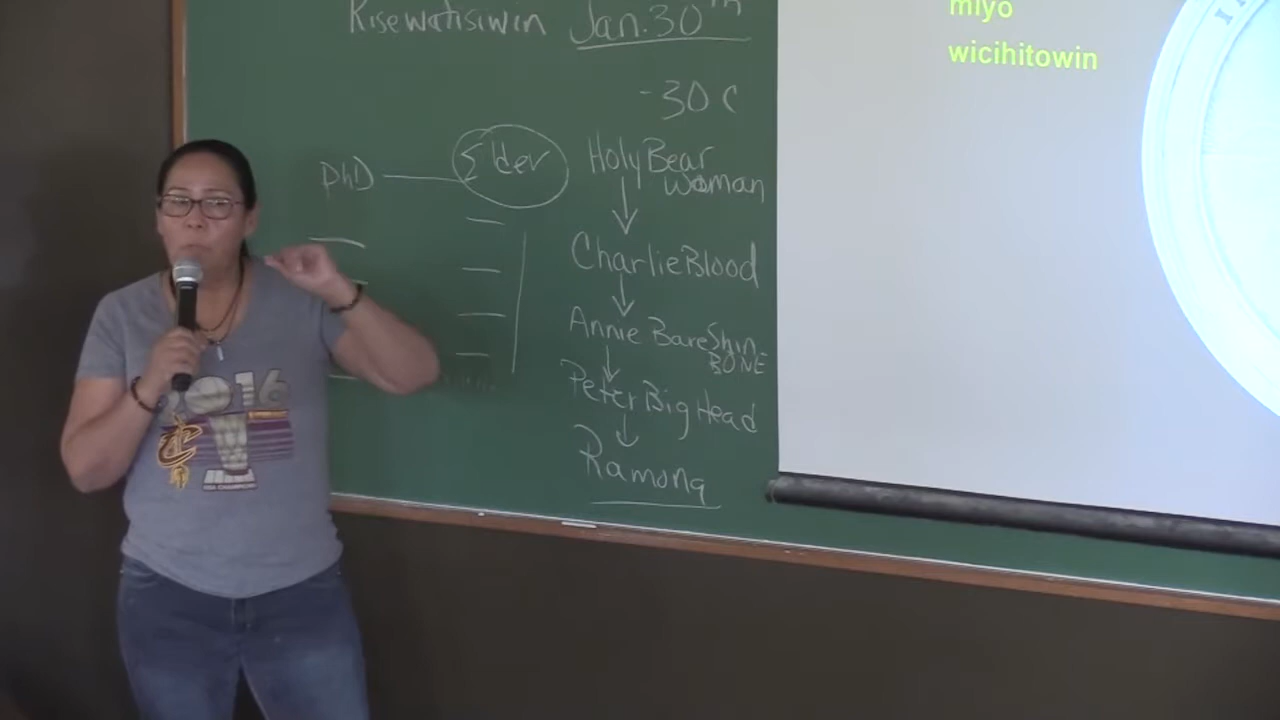 Kisewatisiwin Jan. 30th
-30 C
PhD
Elder
Holy Bear
Woman
Charlie Blood
Annie Bare Shin
BONE
Peter Big Head
Ramona
miyo
wicihitowin
2016